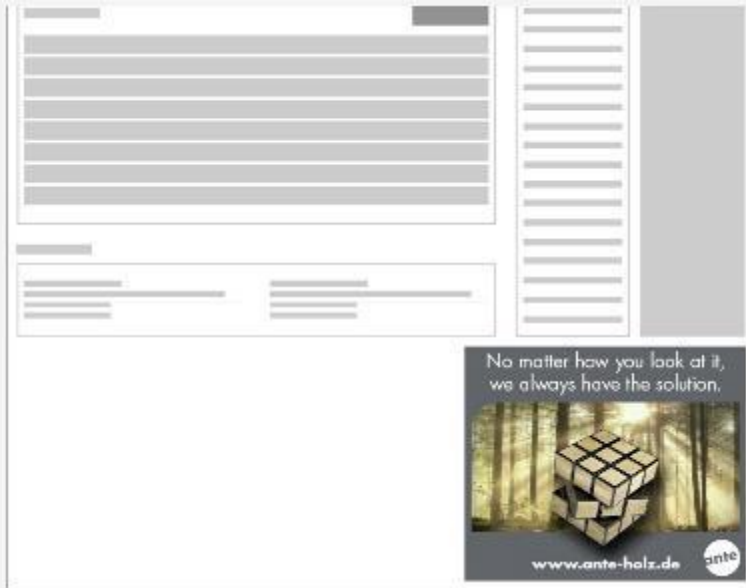 No matter how you look at it,
we always have the solution.
www.ante-holz.de
ante